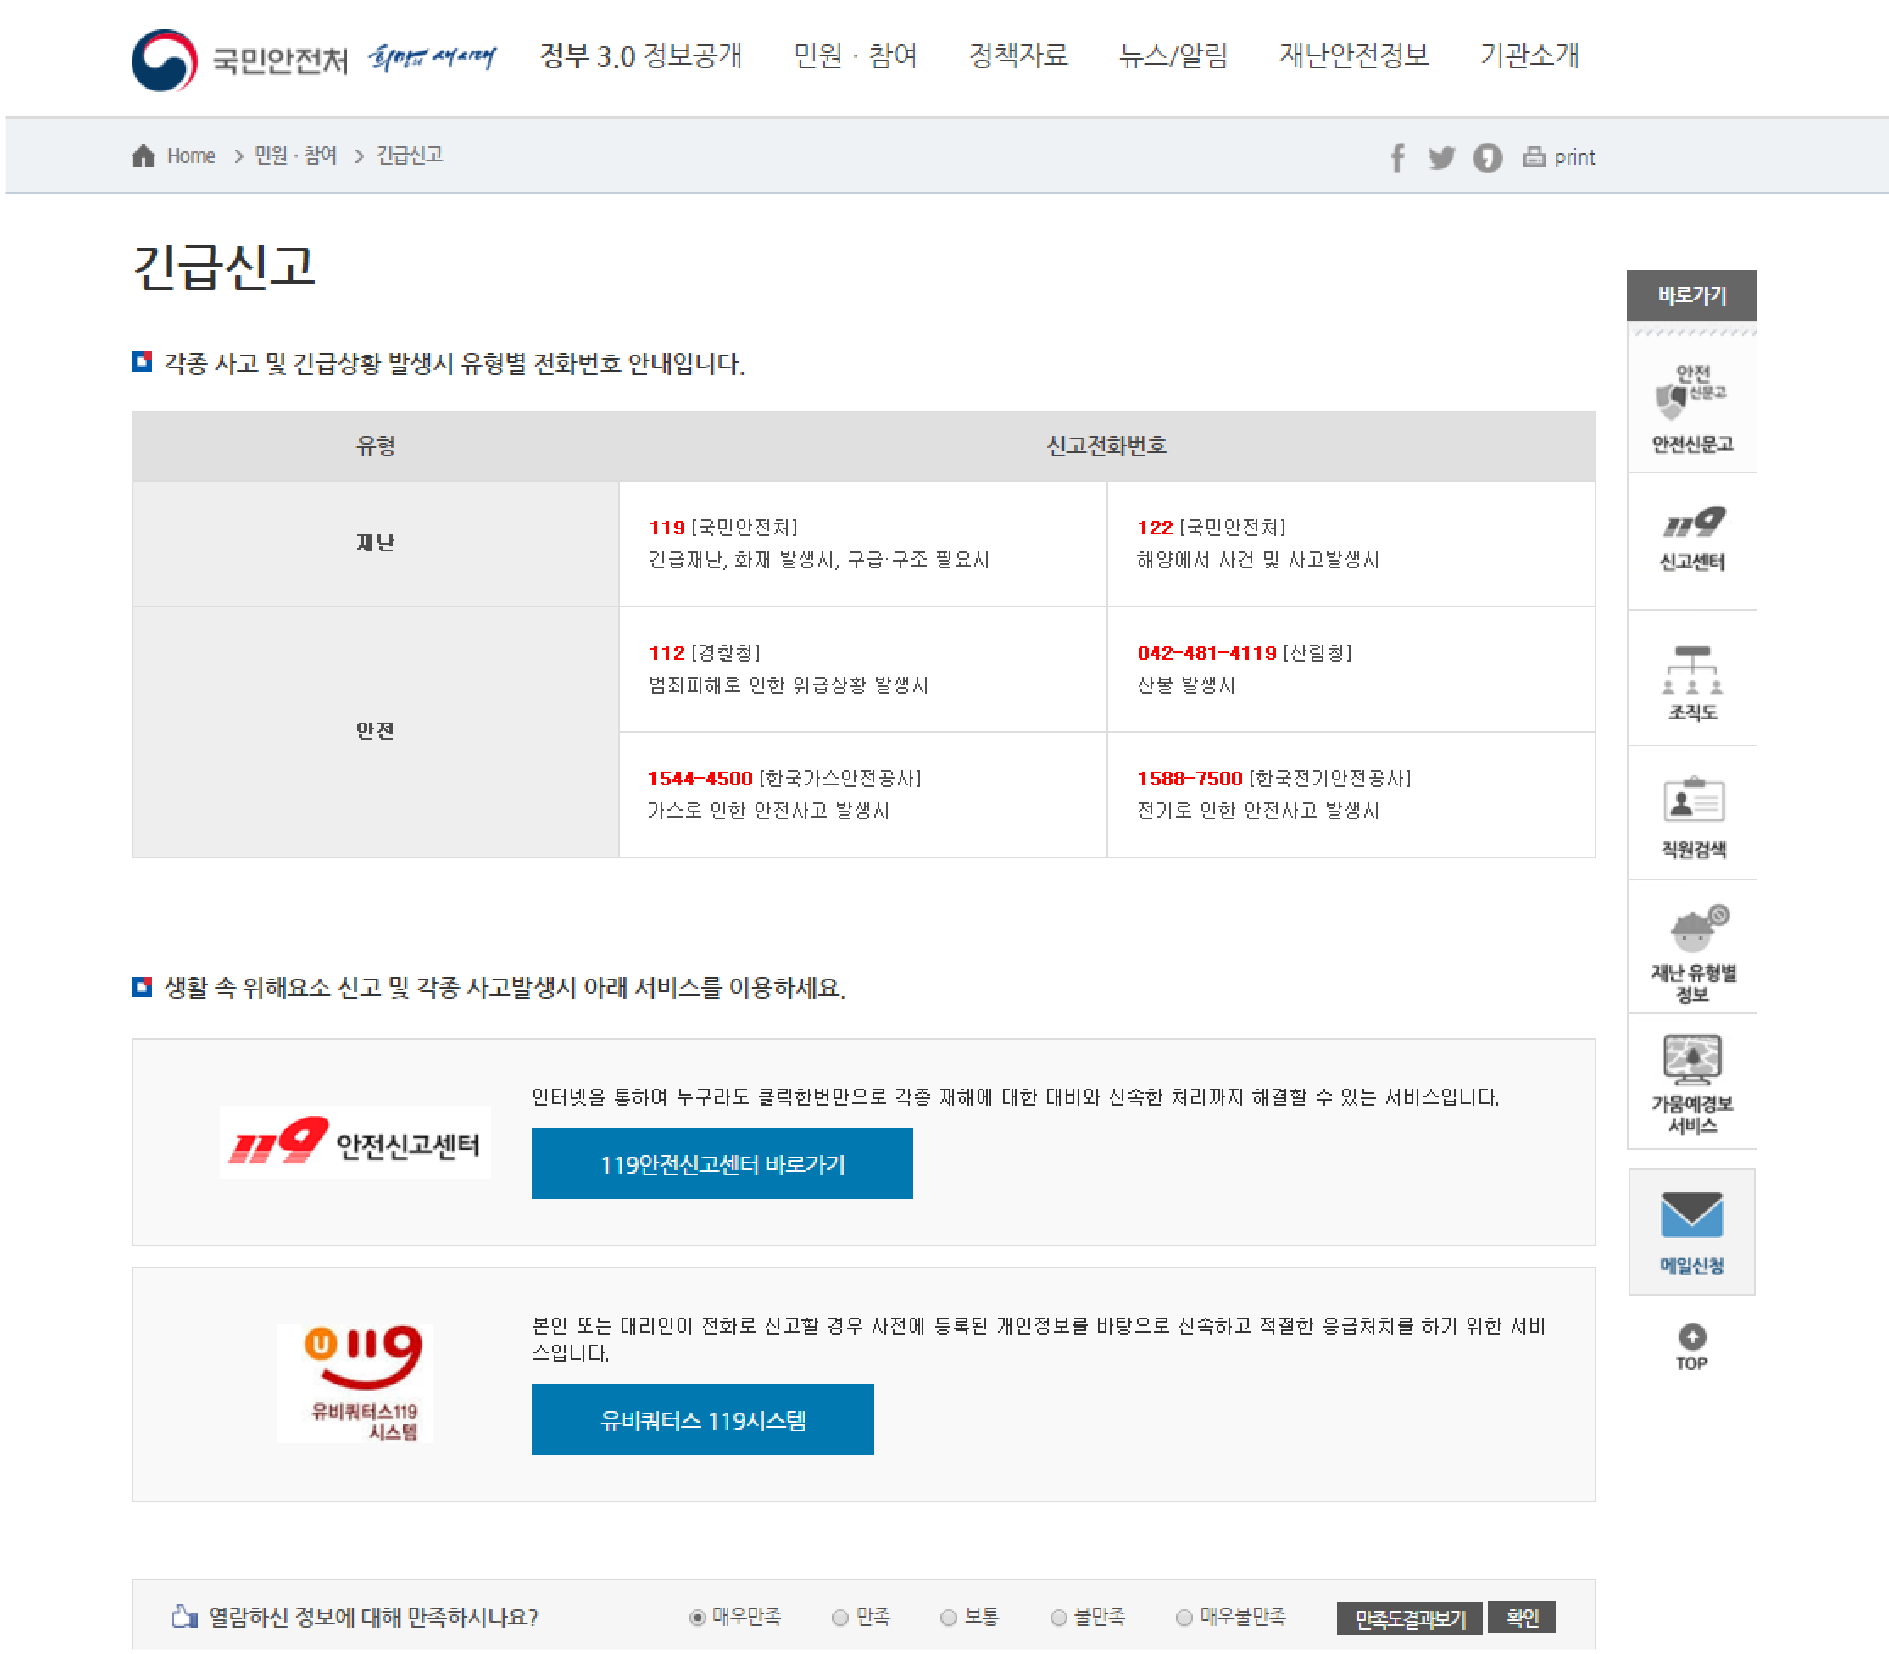 국민안전처 희망의 새시대 정부 3.0 정보공개 민원 · 참여 정책자료 뉴스/알림 재난안전정보 기관소개
Home > 민원 · 참여 > 긴급신고
print
긴급신고
각종 사고 및 긴급상황 발생시 유형별 전화번호 안내입니다.
유형 신고전화번호
재난
119 [국민안전처]
긴급재난, 화재 발생시, 구급·구조 필요시
122 [국민안전처]
해양에서 사건 및 사고발생시
안전
112 [경찰청]
범죄피해로 인한 위급상황 발생시
042-481-4119 [산림청]
산불 발생시
1544-4500 [한국가스안전공사]
가스로 인한 안전사고 발생시
1588-7500 [한국전기안전공사]
전기로 인한 안전사고 발생시
생활 속 위해요소 신고 및 각종 사고발생시 아래 서비스를 이용하세요.
119 안전신고센터
인터넷을 통하여 누구라도 클릭한번만으로 각종 재해에 대한 대비와 신속한 처리까지 해결할 수 있는 서비스입니다.
119안전신고센터 바로가기
U119
유비쿼터스119
시스템
본인 또는 대리인이 전화로 신고할 경우 사전에 등록된 개인정보를 바탕으로 신속하고 적절한 응급처치를 하기 위한 서비
스입니다.
유비쿼터스 119시스템
열람하신 정보에 대해 만족하시나요? 매우만족 만족 보통 불만족 매우불만족 만족도결과보기 확인
바로가기
안전
신문고
안전신문고
119
신고센터
조직도
직원검색
재난 유형별
정보
가뭄예경보
서비스
메일신청
TOP